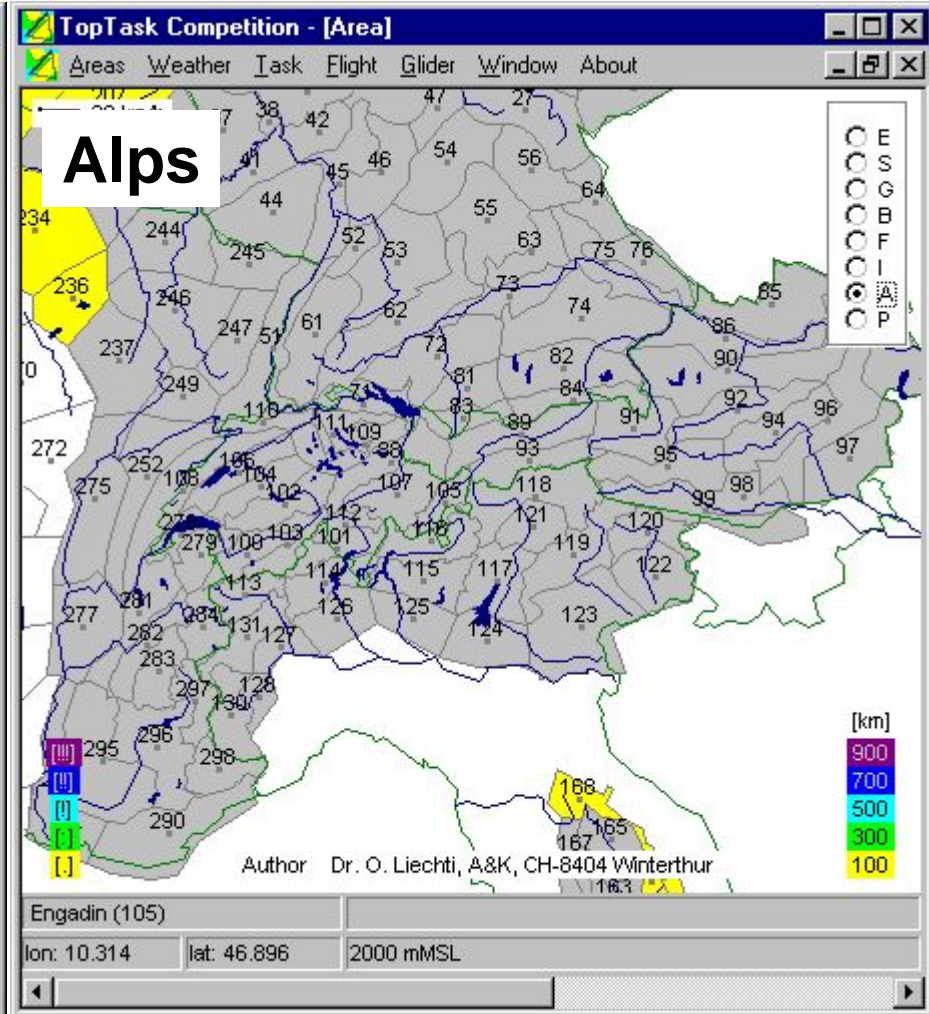 TopTask Competition - [Area]
Areas Weather Task Flight Glider Window About
Alps
47 27
38 42
41 45 46 54 56
44 64
234 55
244 52 53 63 75 76
245
236 246 73 74 85
247 51 61 62 86
237 72 82 90
249 71 81 84 92
110 83 89 91 94 96
272 111 109 93 95 97
252 106 88
275 108 104 107 105 118 98
102 99
112 121 120
279 100 103 101 116 119
113 114 115 117 122
277 281 284 126 125 123
282 131 127 124
283
297 128
130
295 296 298
290
168
165
167
163
E
S
G
B
F
I
A
P
[!!!]
[!!]
[!]
[:]
[.]
[km]
900
700
500
300
100
Author Dr. O. Liechti, A&K, CH-8404 Winterthur
Engadin (105)
lon: 10.314 lat: 46.896 2000 mMSL